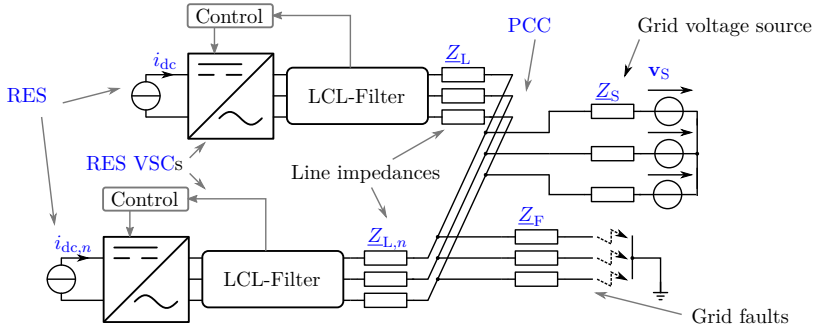 Control
PCC
Grid voltage source
i_dc
Z_L
v_S
RES
LCL-Filter
Z_S
RES VSCs
Line impedances
Control
Z_L,n
Z_F
i_dc,n
LCL-Filter
Grid faults